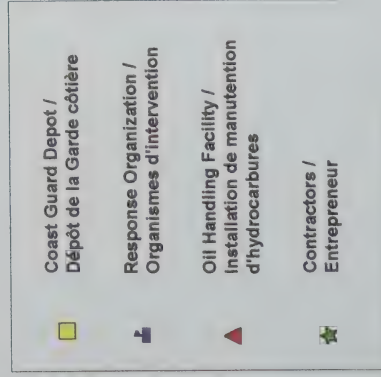 Coast Guard Depot /
Dépôt de la Garde côtière
Response Organization /
Organismes d'intervention
Oil Handling Facility /
Installation de manutention
d'hydrocarbures
Contractors /
Entrepreneur